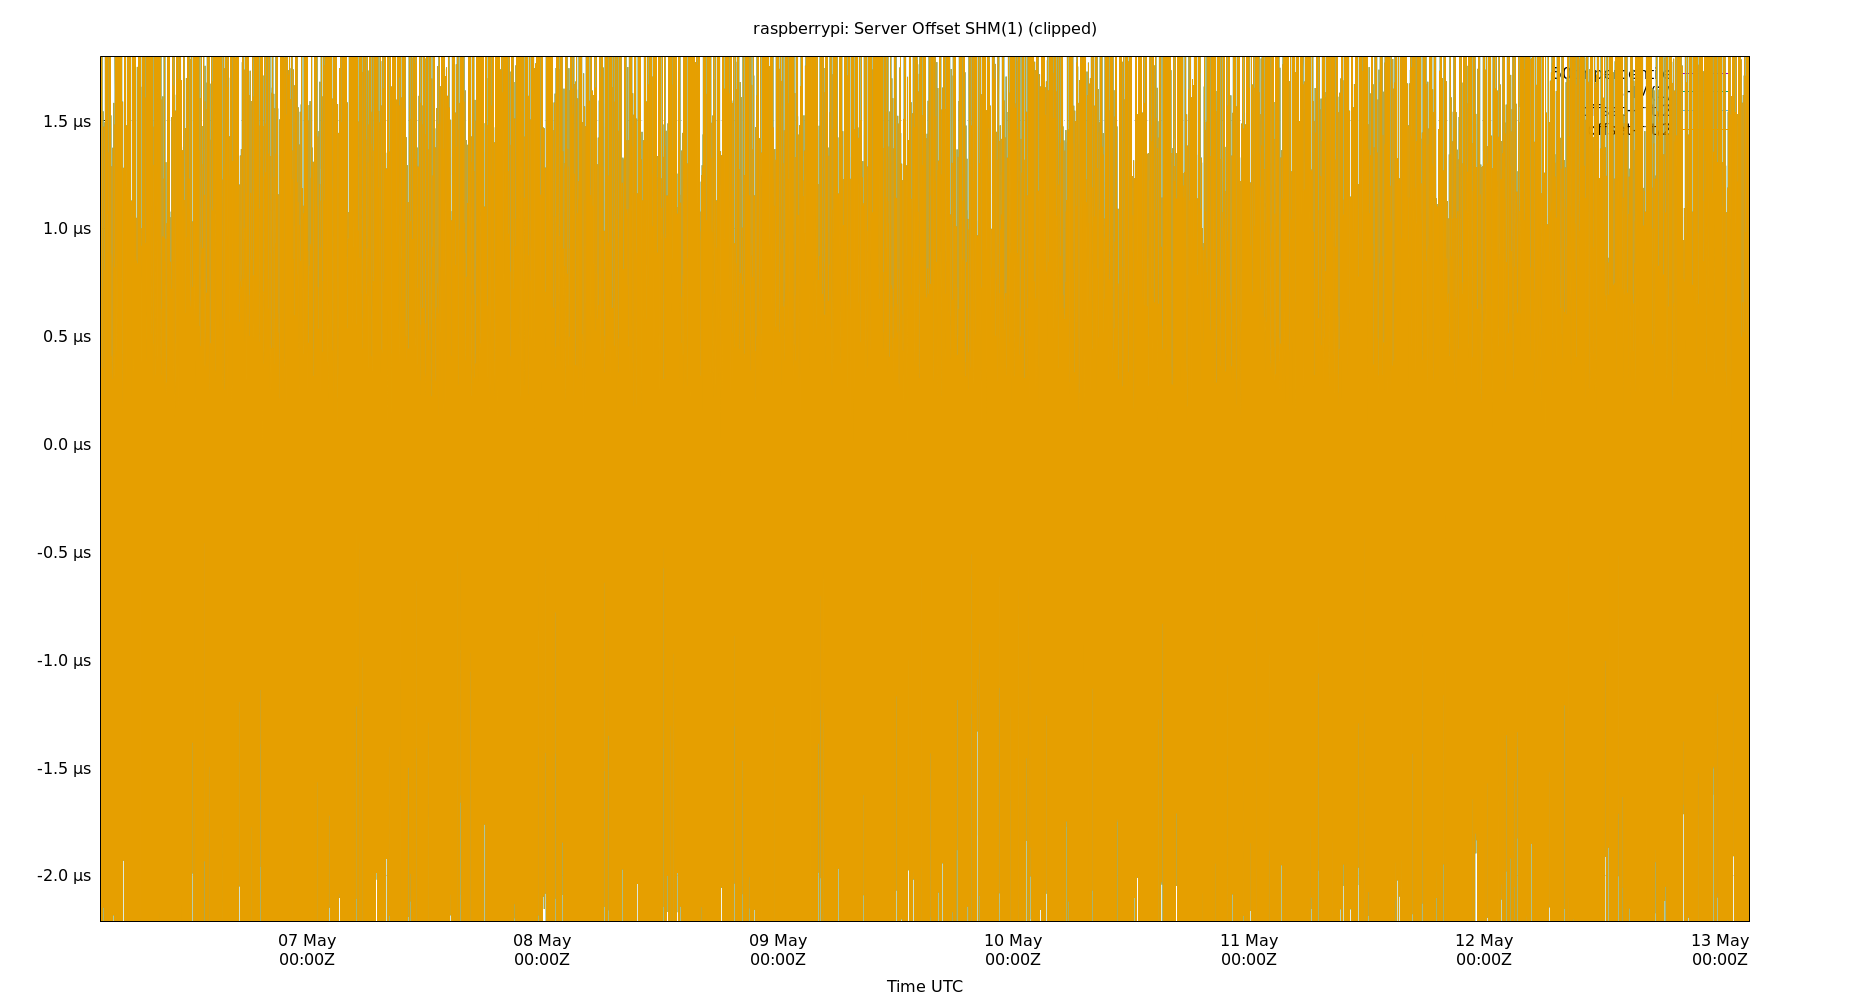 raspberrypi: Server Offset SHM(1) (clipped)
1.5 µs
1.0 µs
0.5 µs
0.0 µs
-0.5 µs
-1.0 µs
-1.5 µs
-2.0 µs
07 May 08 May 09 May 10 May 11 May 12 May 13 May
00:00Z 00:00Z 00:00Z 00:00Z 00:00Z 00:00Z 00:00Z
Time UTC